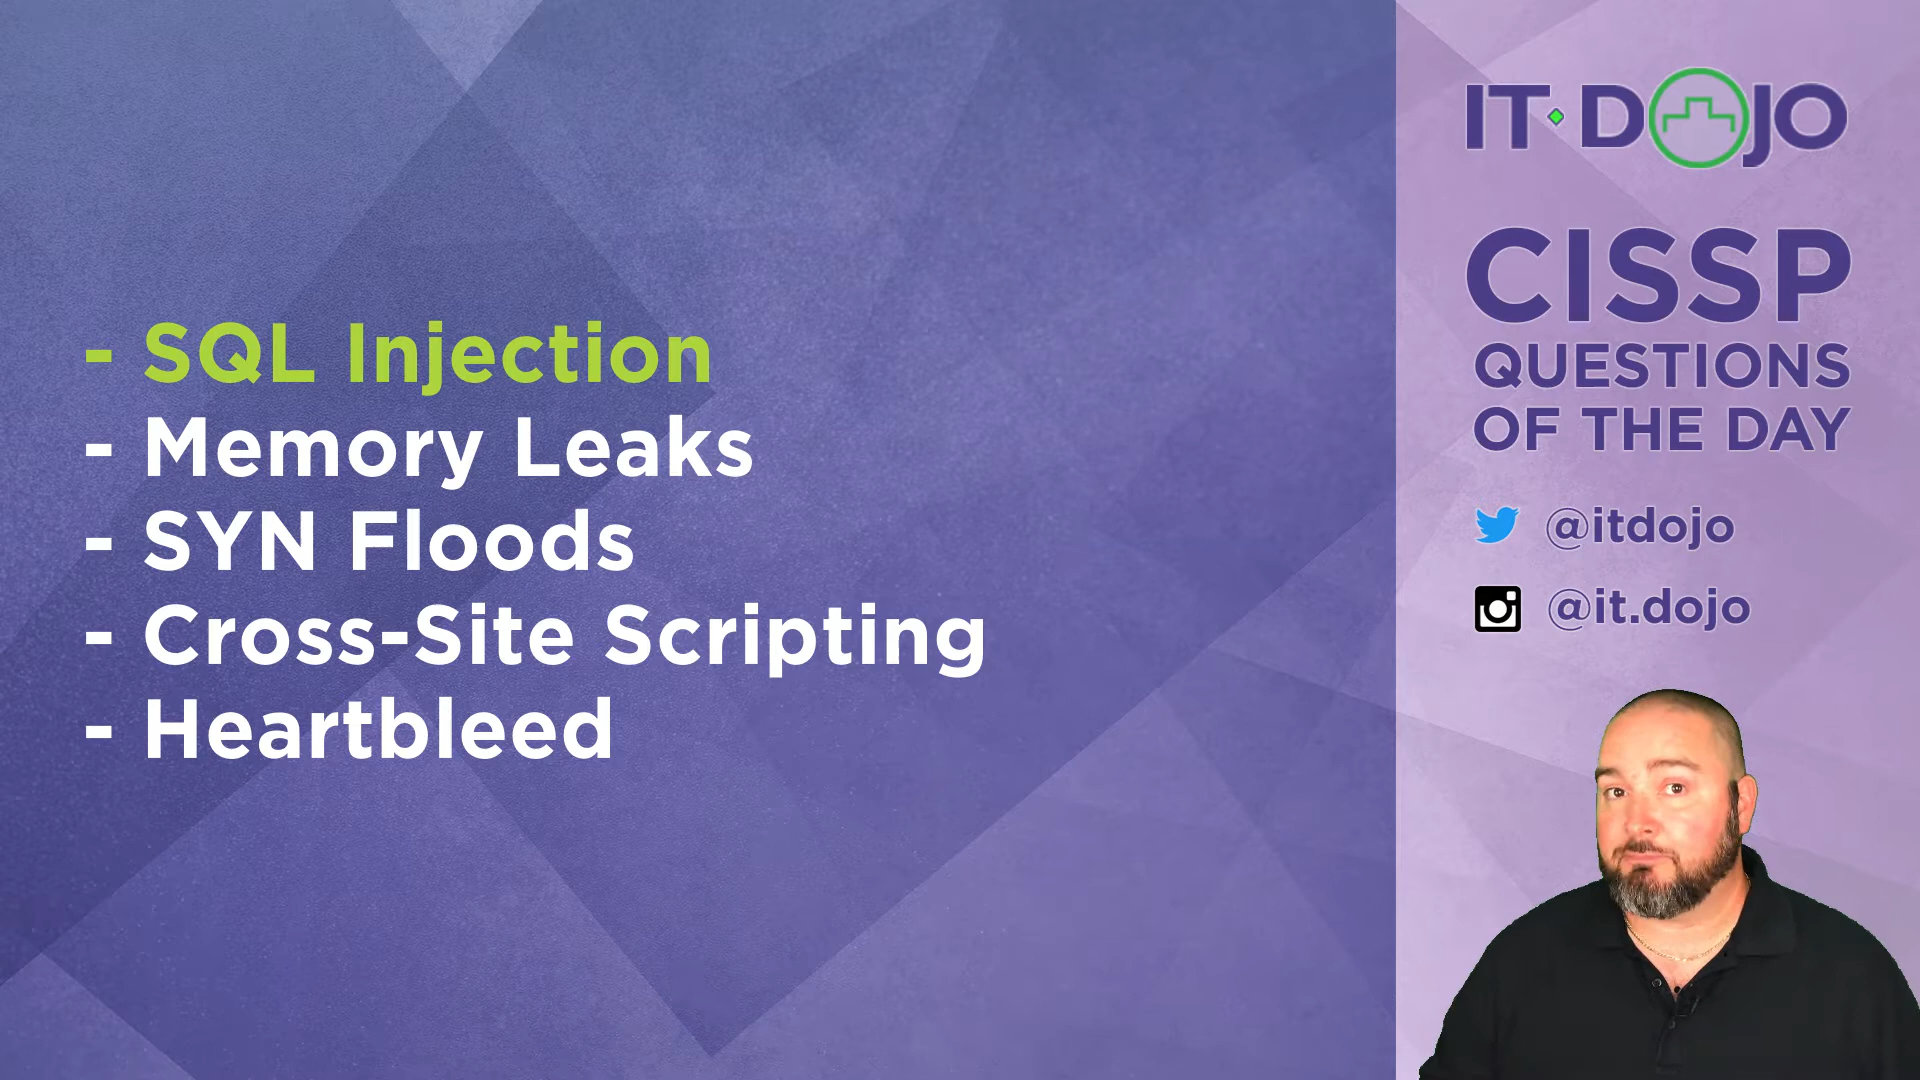 - SQL Injection
- Memory Leaks
- SYN Floods
- Cross-Site Scripting
- Heartbleed
IT·DOJO
CISSP
QUESTIONS
OF THE DAY
@itdojo
@it.dojo